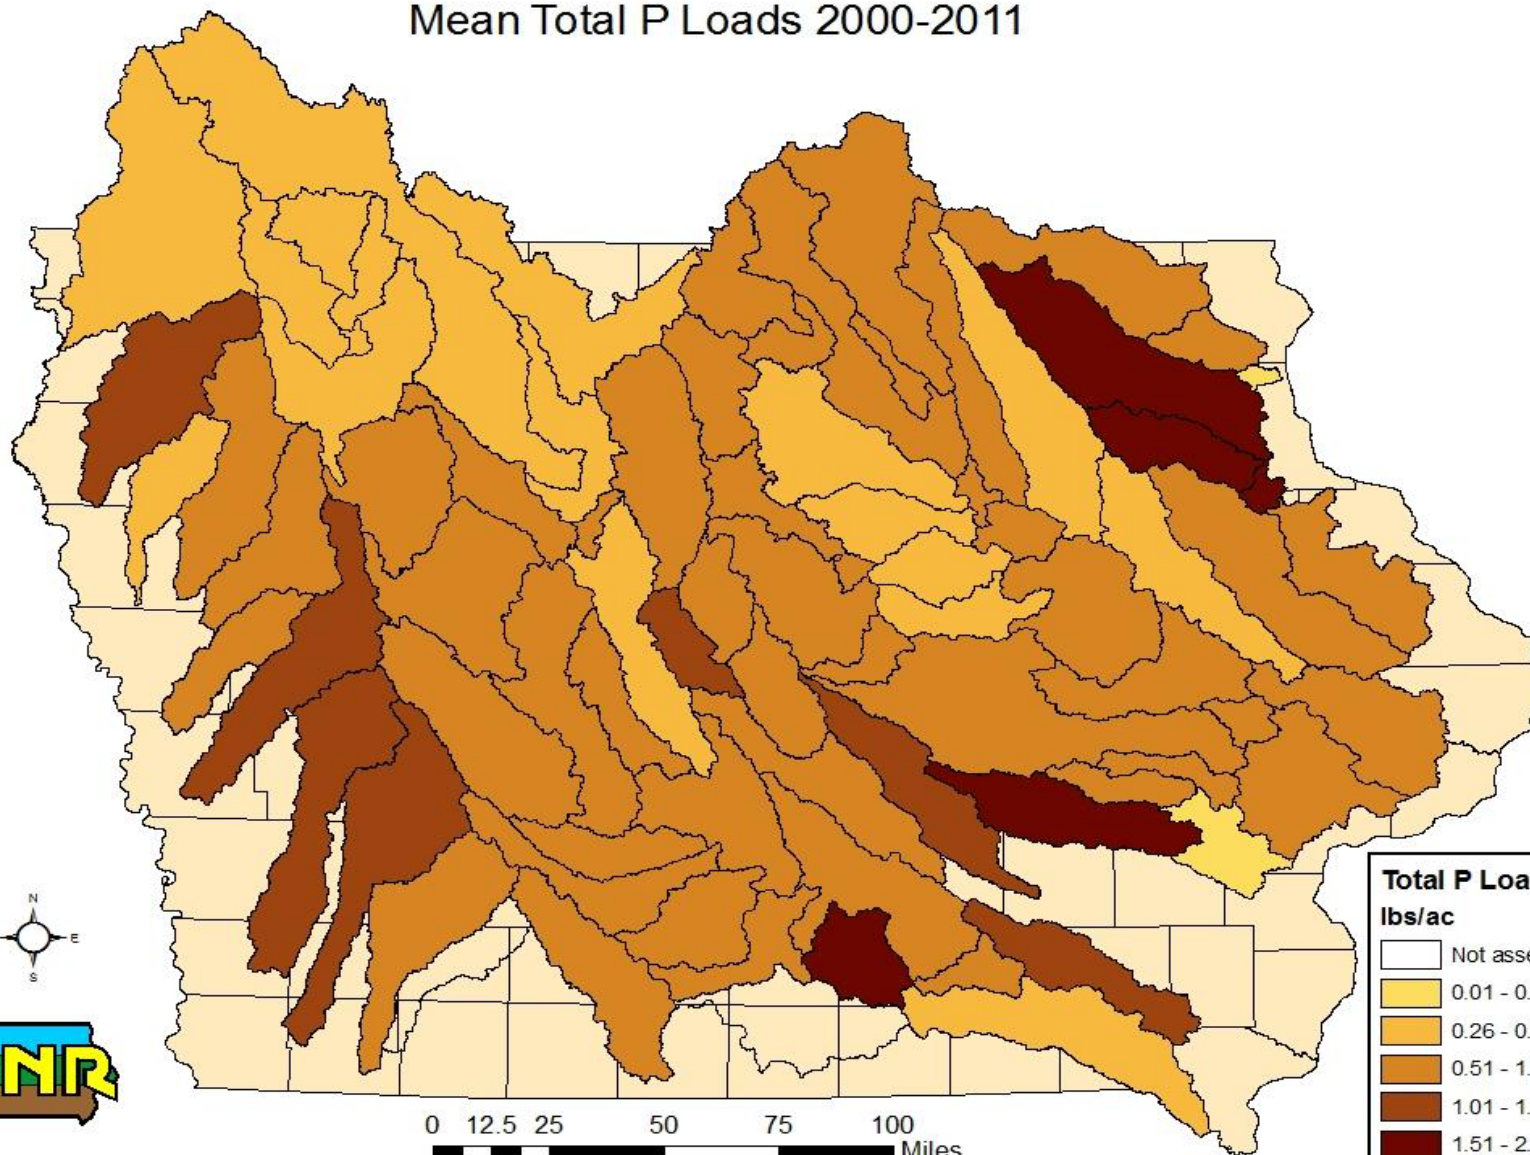 Mean Total P Loads 2000-2011
N
E
S
NR
0 12.5 25 50 75 100
Miles
Total P Loa
lbs/ac
Not asse
0.01 - 0.
0.26 - 0.
0.51 - 1.
1.01 - 1.
1.51 - 2.